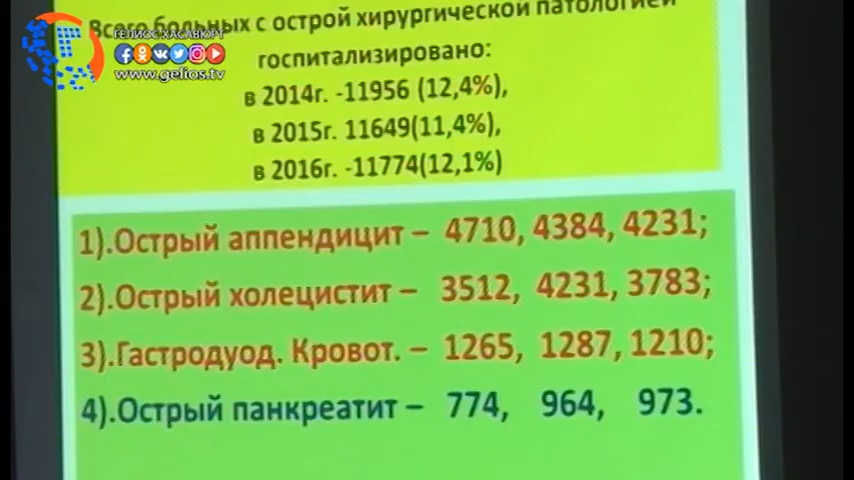 ГЕЛИОС ХАСАВЮРТ
www.gelios.tv
Всего больных с острой хирургической патологией
госпитализировано:
в 2014г. -11956 (12,4%),
в 2015г. 11649(11,4%),
в 2016г. -11774(12,1%)
1).Острый аппендицит – 4710, 4384, 4231;
2).Острый холецистит – 3512, 4231, 3783;
3).Гастродуод. Кровот. – 1265, 1287, 1210;
4).Острый панкреатит – 774, 964, 973.